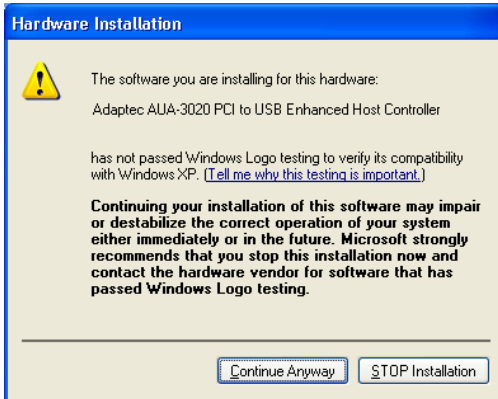 Hardware Installation
The software you are installing for this hardware:
Adaptec AUA-3020 PCI to USB Enhanced Host Controller
has not passed Windows Logo testing to verify its compatibility
with Windows XP. (Tell me why this testing is important.)
Continuing your installation of this software may impair
or destabilize the correct operation of your system
either immediately or in the future. Microsoft strongly
recommends that you stop this installation now and
contact the hardware vendor for software that has
passed Windows Logo testing.
Continue Anyway STOP Installation